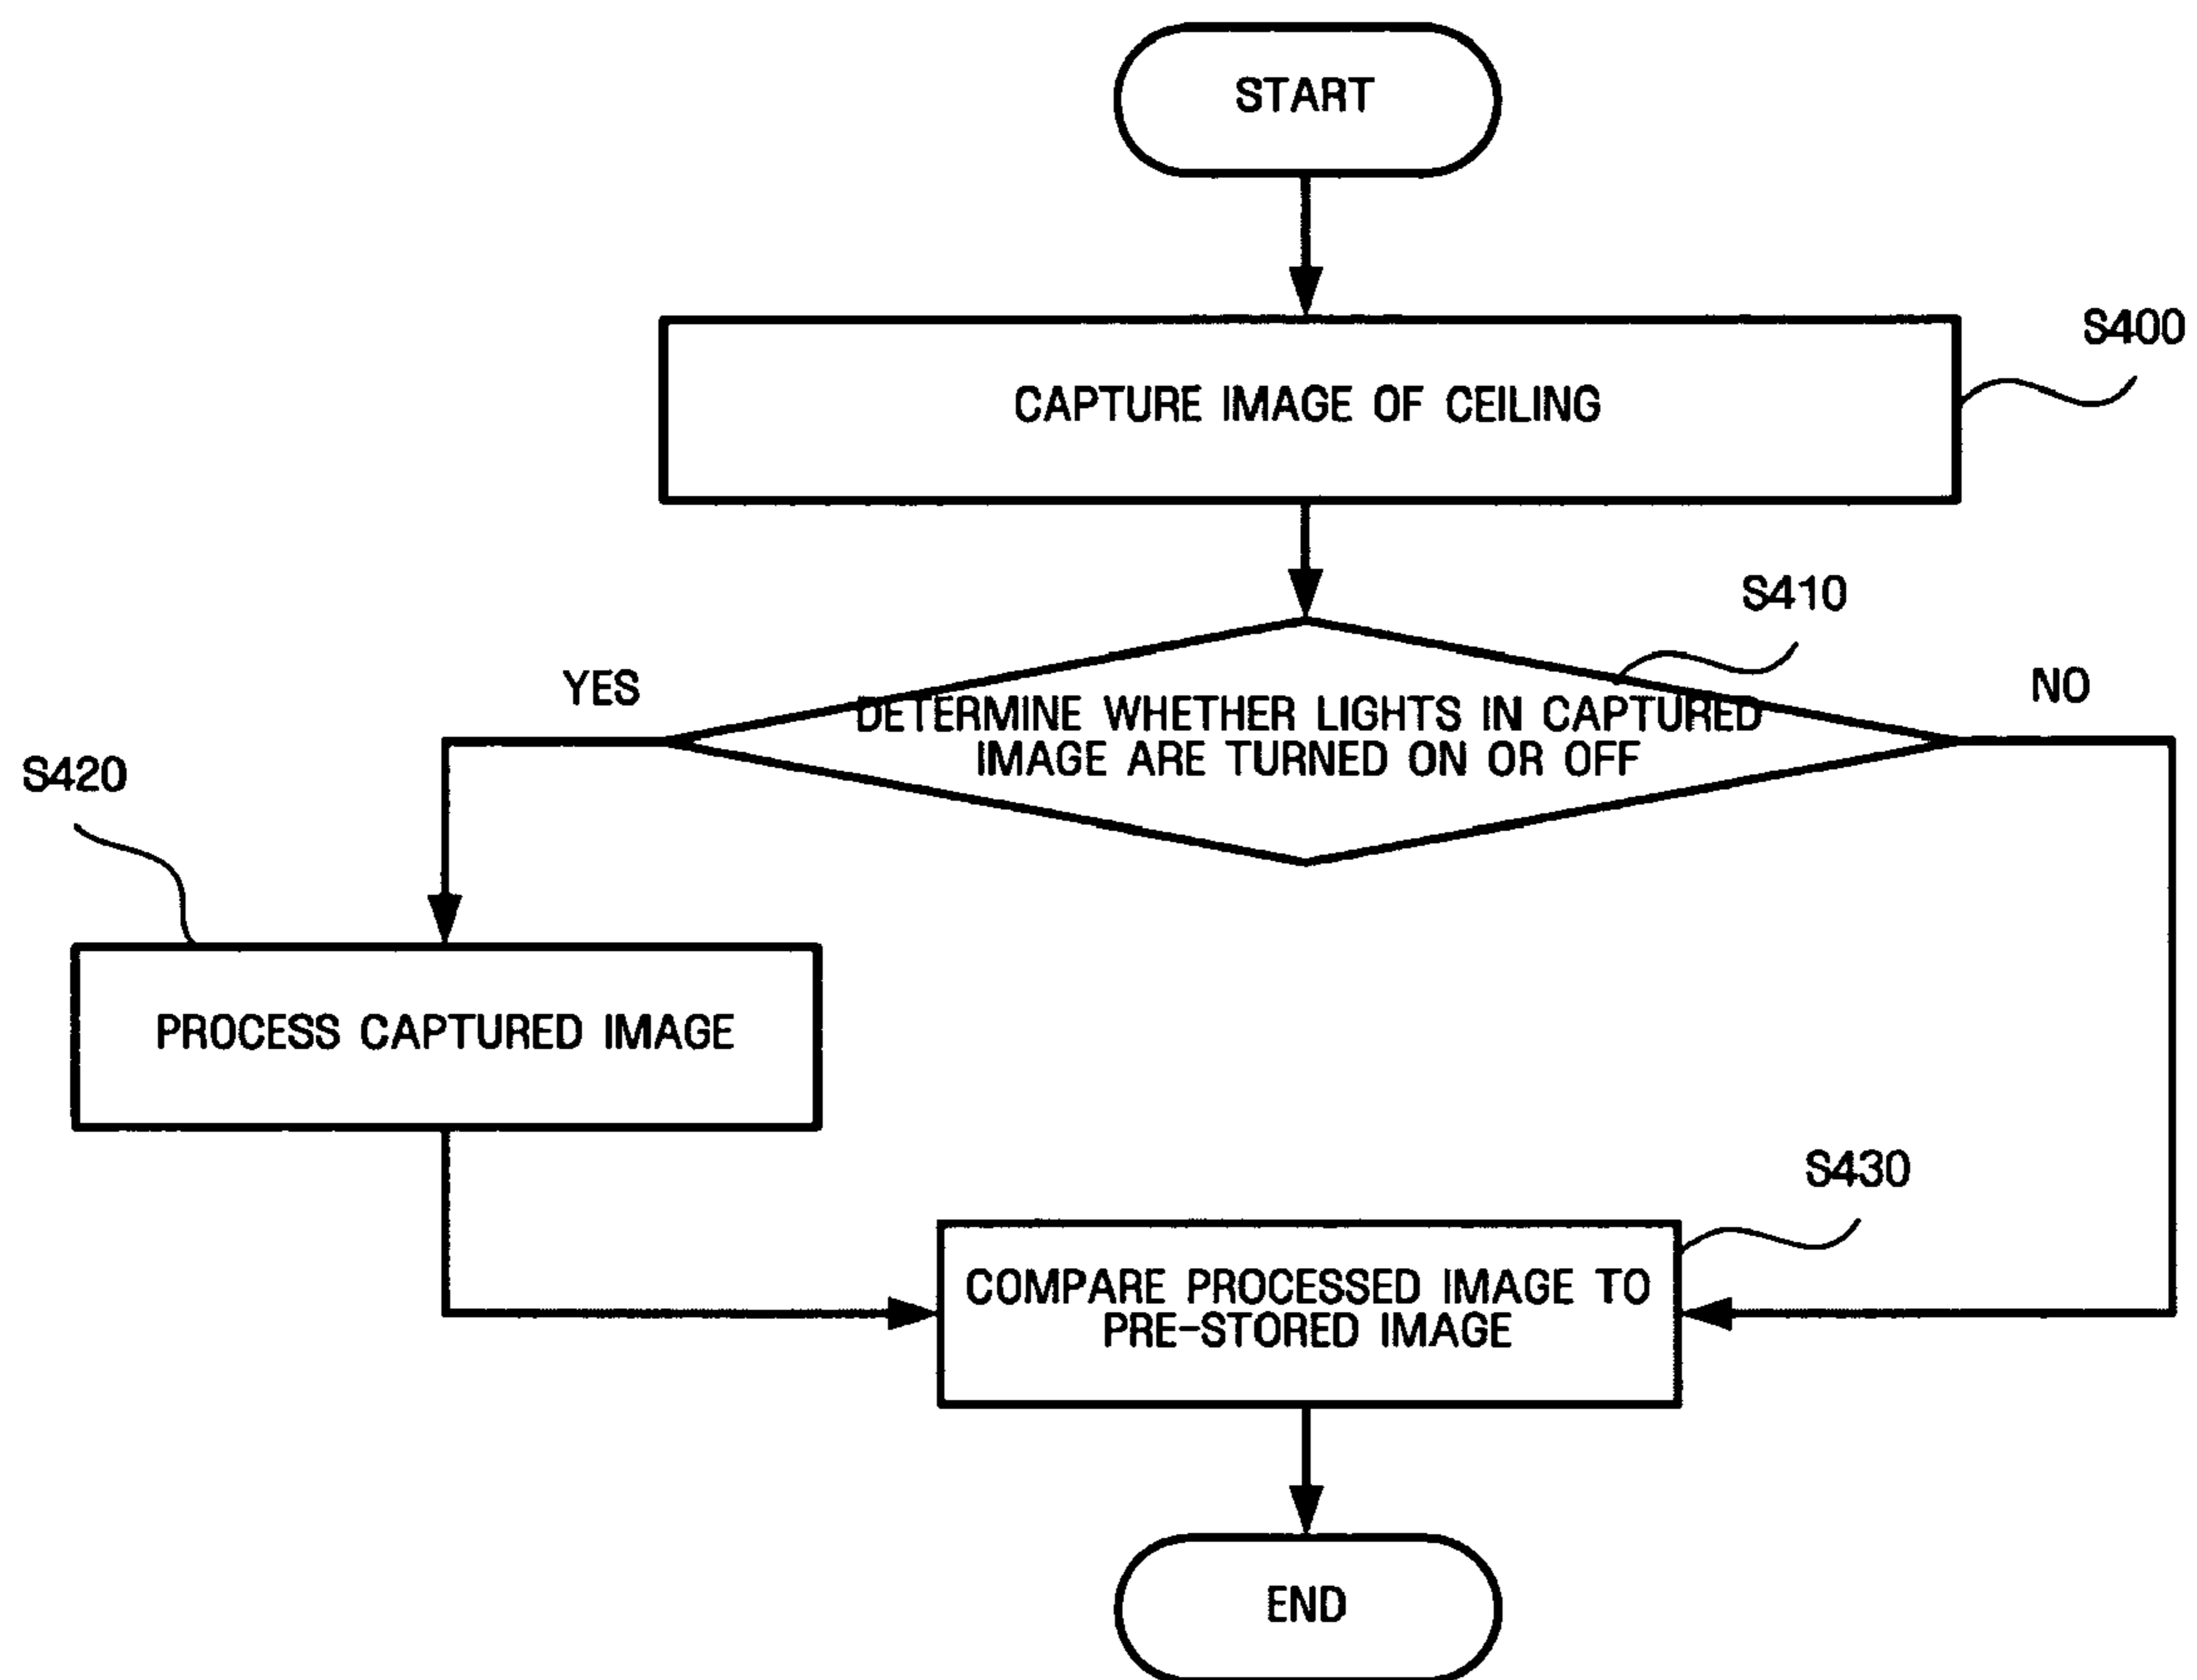 START
S400
CAPTURE IMAGE OF CEILING
S410
YES
NO
DETERMINE WHETHER LIGHTS IN CAPTURED
IMAGE ARE TURNED ON OR OFF
S420
PROCESS CAPTURED IMAGE
S430
COMPARE PROCESSED IMAGE TO
PRE-STORED IMAGE
END